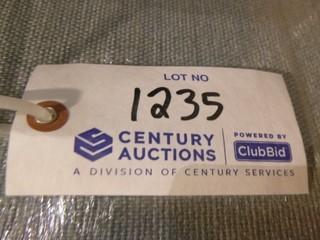 LOT NO
1235
CENTURY AUCTIONS
POWERED BY
ClubBid
A DIVISION OF CENTURY SERVICES